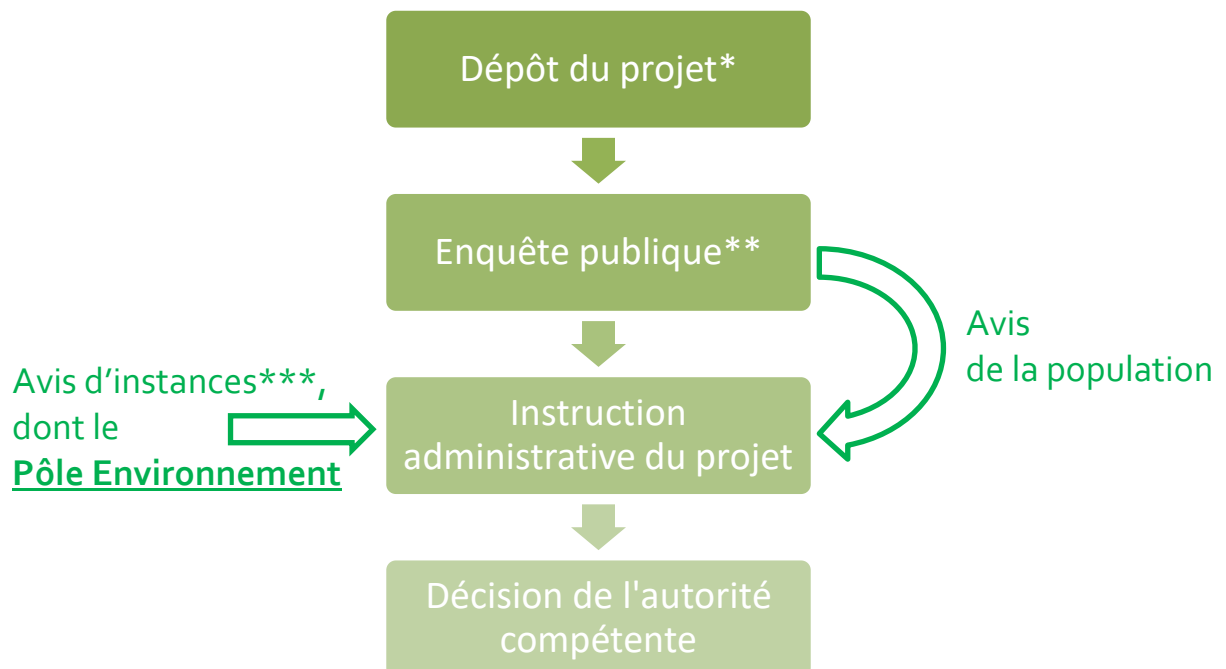 Dépôt du projet*
Enquête publique**
Avis
de la population
Avis d’instances***,
dont le
Pôle Environnement
Instruction
administrative du projet
Décision de l'autorité
compétente